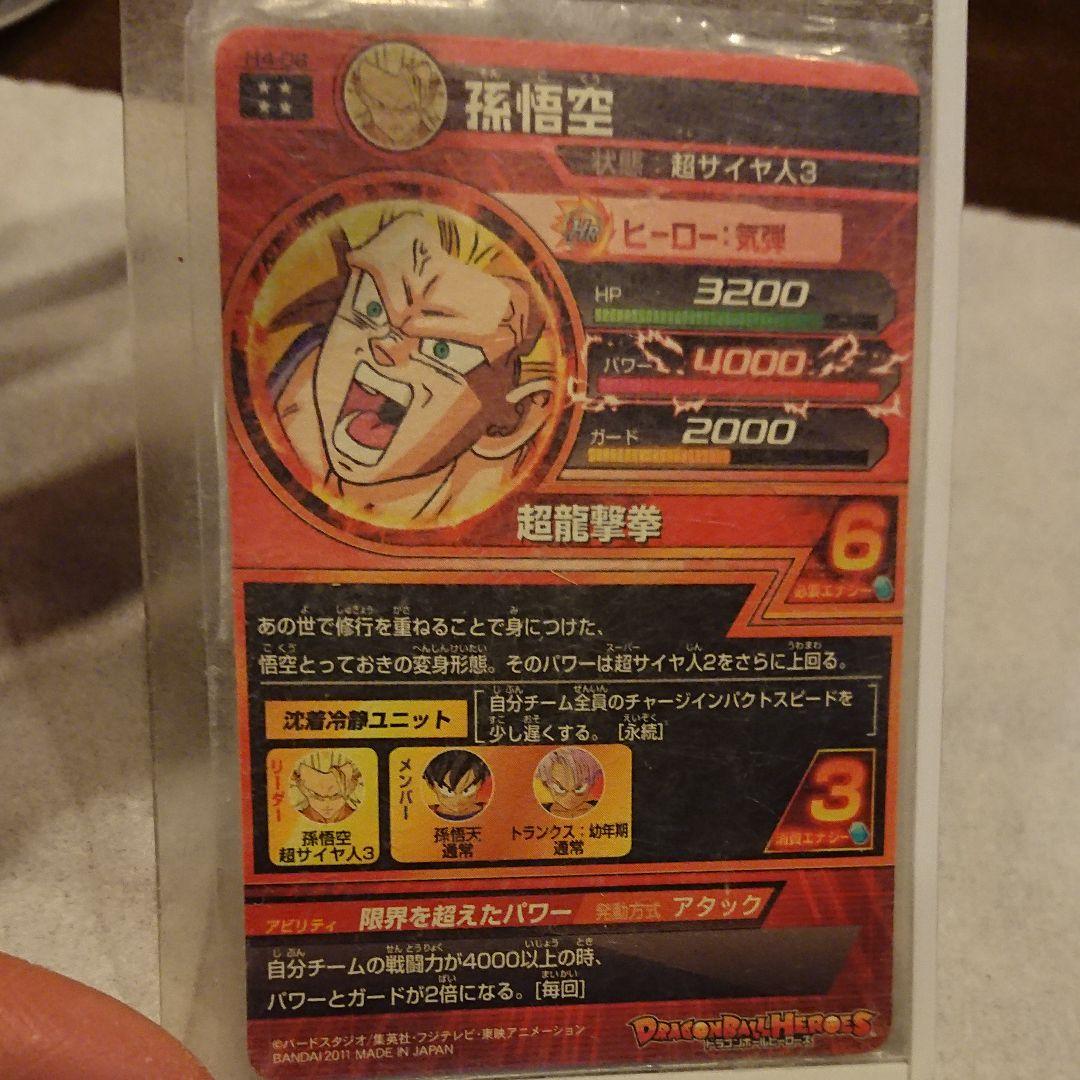 H4-06
孫悟空
そん ご くう
状態：超サイヤ人3
HR ヒーロー：気弾
HP 3200
パワー 4000
ガード 2000
超龍撃拳
6
必要エナジー
あの世で修行を重ねることで身につけた、
悟空とっておきの変身形態。そのパワーは超サイヤ人2をさらに上回る。
沈着冷静ユニット
自分チーム全員のチャージインパクトスピードを
少し遅くする。[永続]
リーダー
孫悟空
超サイヤ人3
メンバー
孫悟天
通常
トランクス：幼年期
通常
3
消費エナジー
アビリティ 限界を超えたパワー 発動方式 アタック
自分チームの戦闘力が4000以上の時、
パワーとガードが2倍になる。[毎回]
©バードスタジオ/集英社・フジテレビ・東映アニメーション
BANDAI 2011 MADE IN JAPAN
DRAGONBALL HEROES
ドラゴンボールヒーローズ